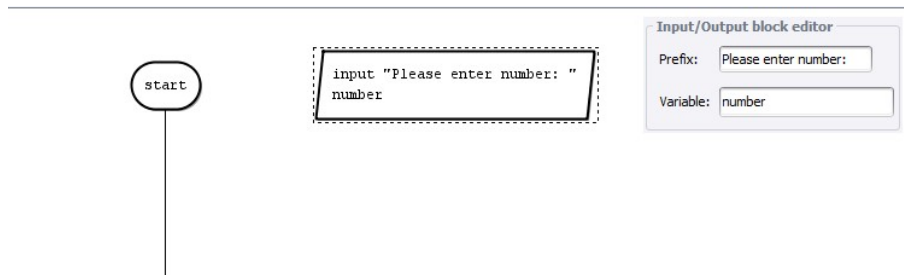 start
input "Please enter number: "
number
Input/Output block editor
Prefix: Please enter number:
Variable: number